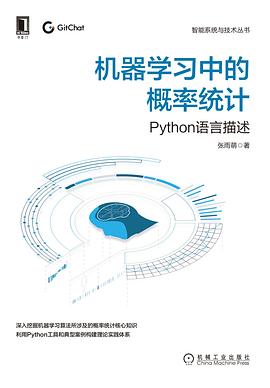 GitChat
智能系统与技术丛书
机器学习中的
概率统计
Python语言描述
张雨萌 著
深入挖掘机器学习算法所涉及的概率统计核心知识
利用Python工具和典型案例构建理论实践体系
机械工业出版社
China Machine Press